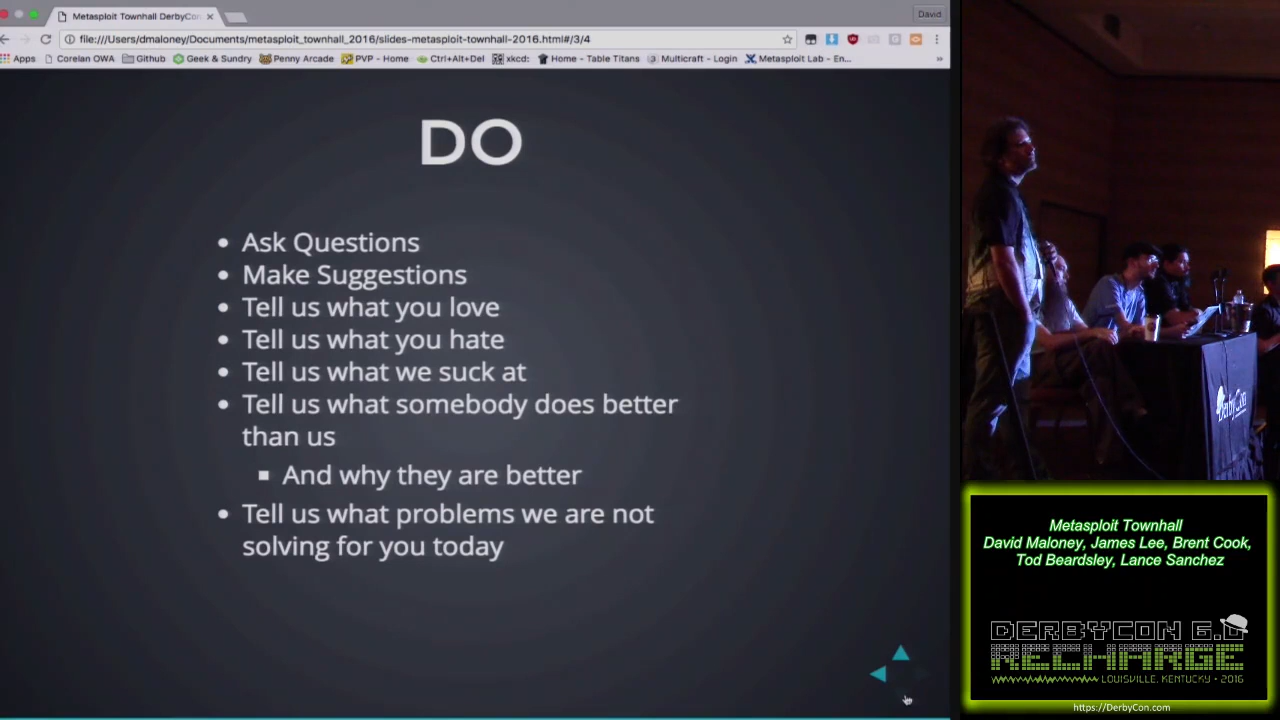 Metasploit Townhall DerbyCon
David
file:///Users/dmaloney/Documents/metasploit_townhall_2016/slides-metasploit-townhall-2016.html#/3/4
Apps Corelan OWA Github Geek & Sundry Penny Arcade PVP - Home Ctrl+Alt+Del xkcd: Home - Table Titans Multicraft - Login Metasploit Lab - En... »
DO
• Ask Questions
• Make Suggestions
• Tell us what you love
• Tell us what you hate
• Tell us what we suck at
• Tell us what somebody does better
than us
▪ And why they are better
• Tell us what problems we are not
solving for you today
DerbyCon
Metasploit Townhall
David Maloney, James Lee, Brent Cook,
Tod Beardsley, Lance Sanchez
DERBYCON 6.0
RECHARGE
LOUISVILLE, KENTUCKY • 2016
https://DerbyCon.com